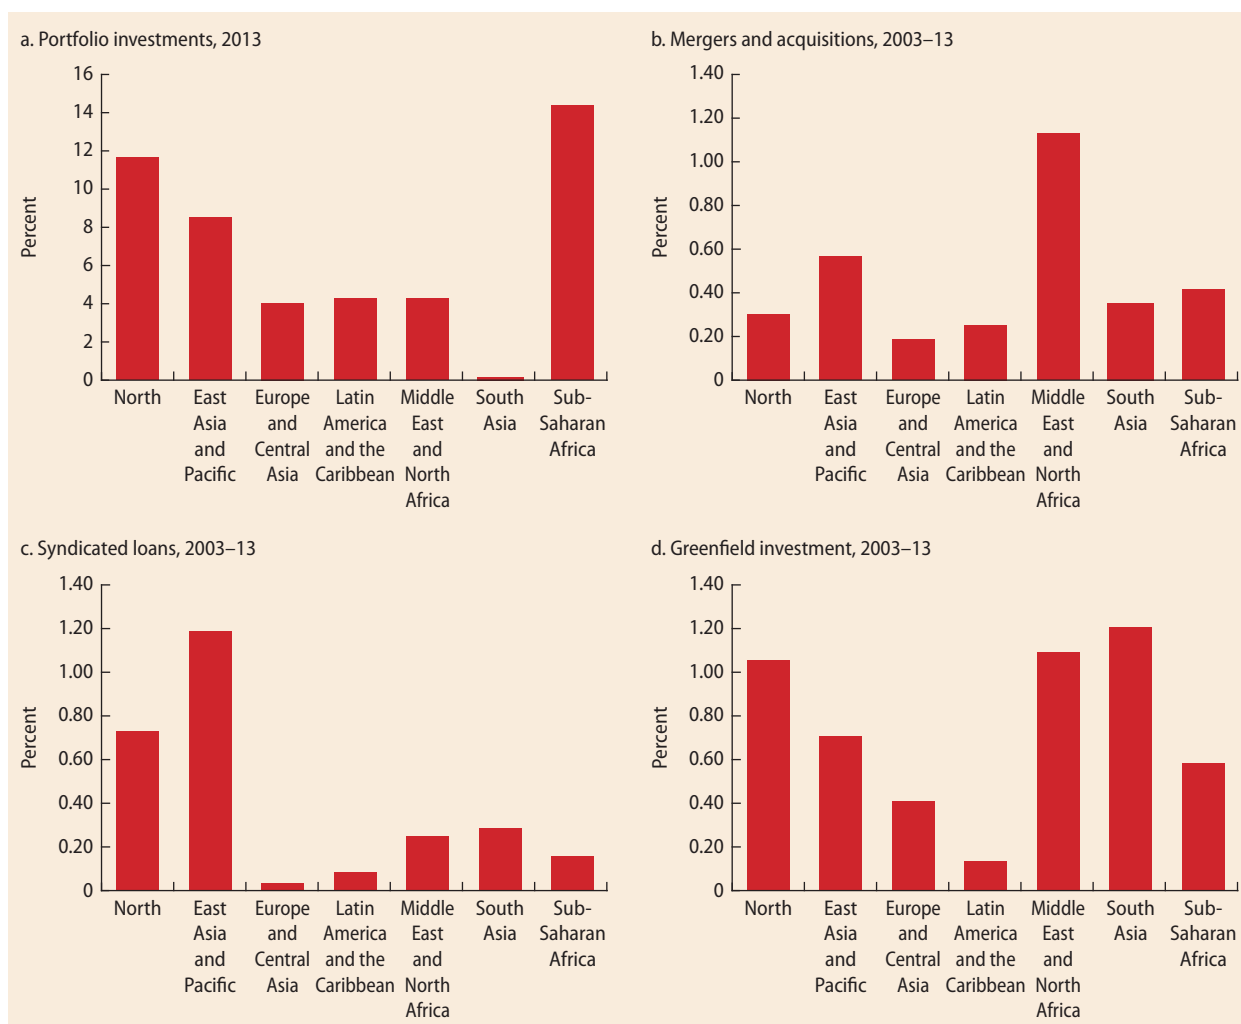 a. Portfolio investments, 2013
Percent
16
14
12
10
8
6
4
2
0
North
East
Asia
and
Pacific
Europe
and
Central
Asia
Latin
America
and the
Caribbean
Middle
East
and
North
Africa
South
Asia
Sub-
Saharan
Africa
b. Mergers and acquisitions, 2003–13
Percent
1.40
1.20
1.00
0.80
0.60
0.40
0.20
0
North
East
Asia
and
Pacific
Europe
and
Central
Asia
Latin
America
and the
Caribbean
Middle
East
and
North
Africa
South
Asia
Sub-
Saharan
Africa
c. Syndicated loans, 2003–13
Percent
1.40
1.20
1.00
0.80
0.60
0.40
0.20
0
North
East
Asia
and
Pacific
Europe
and
Central
Asia
Latin
America
and the
Caribbean
Middle
East
and
North
Africa
South
Asia
Sub-
Saharan
Africa
d. Greenfield investment, 2003–13
Percent
1.40
1.20
1.00
0.80
0.60
0.40
0.20
0
North
East
Asia
and
Pacific
Europe
and
Central
Asia
Latin
America
and the
Caribbean
Middle
East
and
North
Africa
South
Asia
Sub-
Saharan
Africa